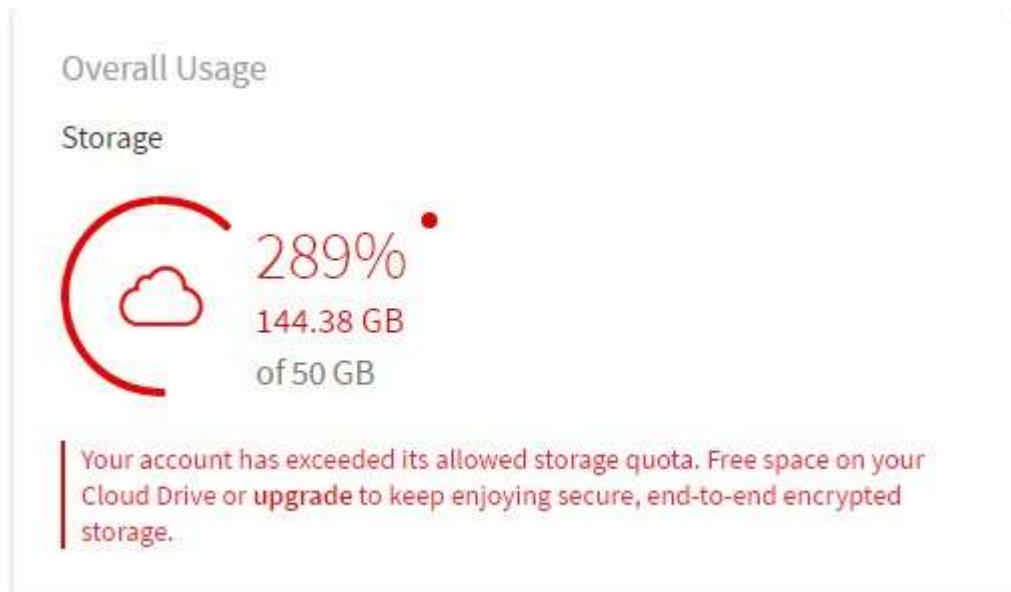 Overall Usage
Storage
289%
144.38 GB
of 50 GB
Your account has exceeded its allowed storage quota. Free space on your
Cloud Drive or upgrade to keep enjoying secure, end-to-end encrypted
storage.